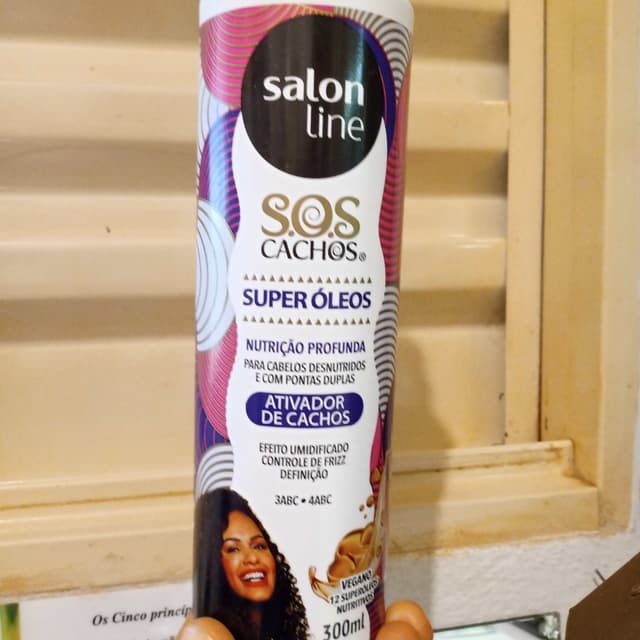 salon
line
S.O.S
CACHOS®
SUPER ÓLEOS
NUTRIÇÃO PROFUNDA
PARA CABELOS DESNUTRIDOS
E COM PONTAS DUPLAS
ATIVADOR
DE CACHOS
EFEITO UMIDIFICADO
CONTROLE DE FRIZZ
DEFINIÇÃO
3ABC • 4ABC
VEGANO
12 SUPERÓLEOS
NUTRITIVOS
300ml
Os Cinco princíp